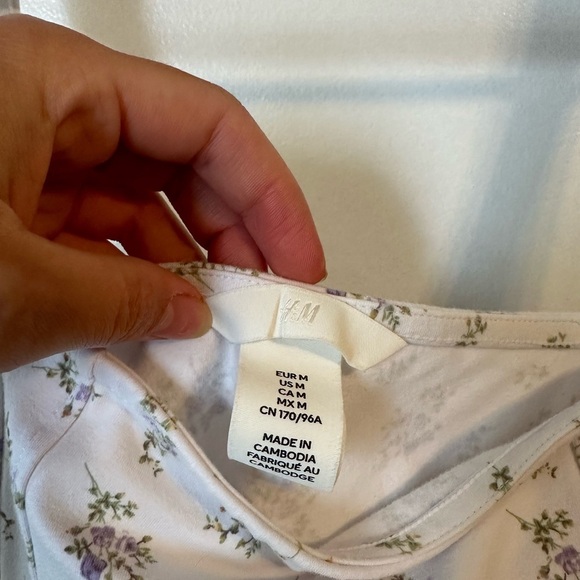 H&M
EUR M
US M
CA M
MX M
CN 170/96A
MADE IN
CAMBODIA
FABRIQUÉ AU
CAMBODGE